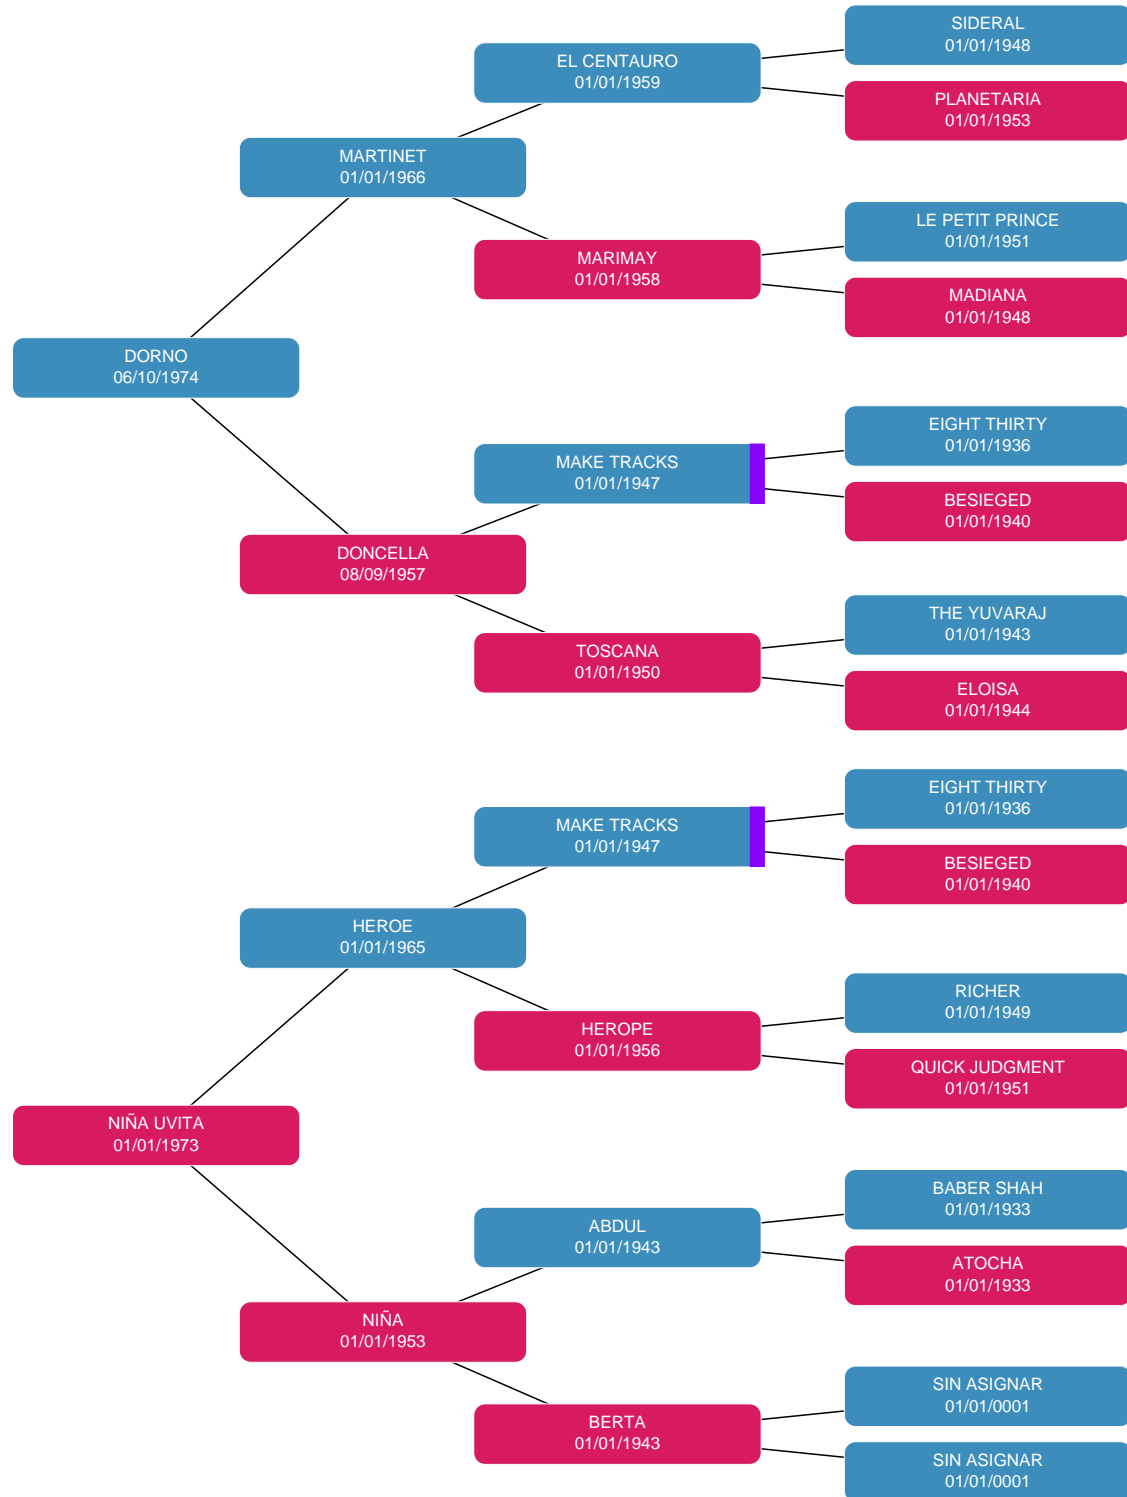 SIDERAL
01/01/1948
EL CENTAURO
01/01/1959
PLANETARIA
01/01/1953
MARTINET
01/01/1966
LE PETIT PRINCE
01/01/1951
MARIMAY
01/01/1958
MADIANA
01/01/1948
DORNO
06/10/1974
EIGHT THIRTY
01/01/1936
MAKE TRACKS
01/01/1947
BESIEGED
01/01/1940
DONCELLA
08/09/1957
THE YUVARAJ
01/01/1943
TOSCANA
01/01/1950
ELOISA
01/01/1944
EIGHT THIRTY
01/01/1936
MAKE TRACKS
01/01/1947
BESIEGED
01/01/1940
HEROE
01/01/1965
RICHER
01/01/1949
HEROPE
01/01/1956
QUICK JUDGMENT
01/01/1951
NIÑA UVITA
01/01/1973
BABER SHAH
01/01/1933
ABDUL
01/01/1943
ATOCHA
01/01/1933
NIÑA
01/01/1953
SIN ASIGNAR
01/01/0001
BERTA
01/01/1943
SIN ASIGNAR
01/01/0001